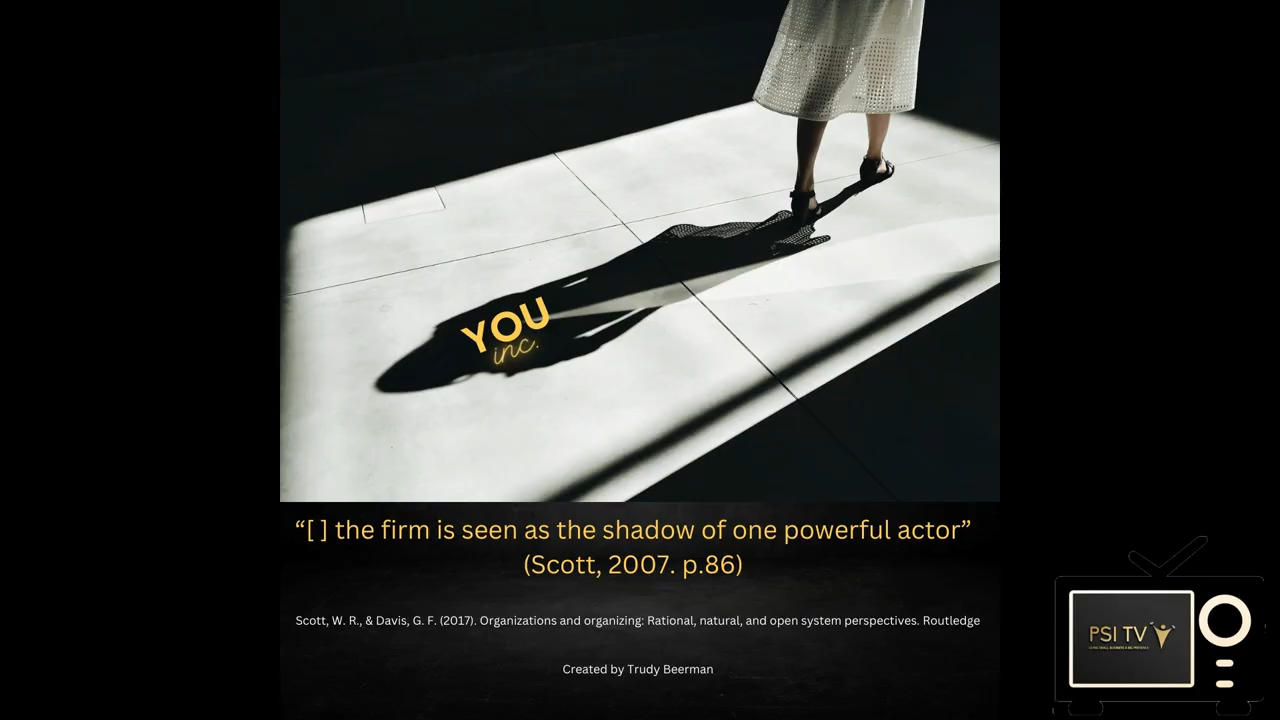 YOU
inc.
“[ ] the firm is seen as the shadow of one powerful actor”
(Scott, 2007. p.86)
Scott, W. R., & Davis, G. F. (2017). Organizations and organizing: Rational, natural, and open system perspectives. Routledge
Created by Trudy Beerman
PSI TV